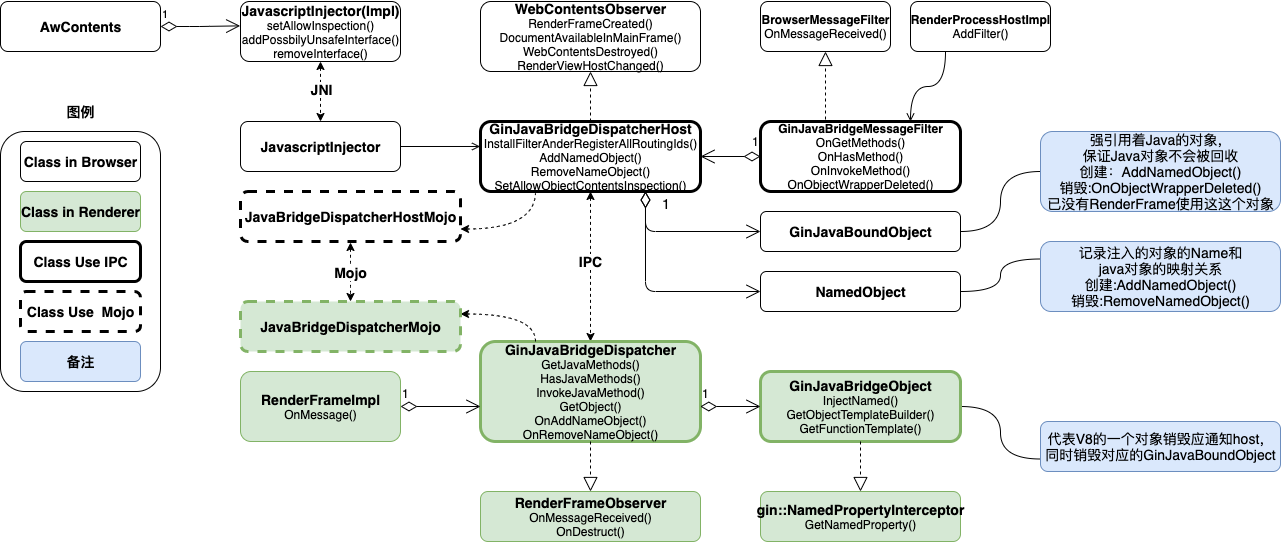 AwContents
1
JavascriptInjector(Impl)
setAllowInspection()
addPossbilyUnsafeInterface()
removeInterface()
WebContentsObserver
RenderFrameCreated()
DocumentAvailableInMainFrame()
WebContentsDestroyed()
RenderViewHostChanged()
BrowserMessageFilter
OnMessageReceived()
RenderProcessHostImpl
AddFilter()
JNI
图例
Class in Browser
Class in Renderer
Class Use IPC
Class Use Mojo
备注
JavascriptInjector
GinJavaBridgeDispatcherHost
InstallFilterAnderRegisterAllRoutingIds()
AddNamedObject()
RemoveNameObject()
SetAllowObjectContentsInspection()
1
GinJavaBridgeMessageFilter
OnGetMethods()
OnHasMethod()
OnInvokeMethod()
OnObjectWrapperDeleted()
强引用着Java的对象，
保证Java对象不会被回收
创建：AddNamedObject()
销毁:OnObjectWrapperDeleted()
已没有RenderFrame使用这这个对象
JavaBridgeDispatcherHostMojo
1
GinJavaBoundObject
Mojo
IPC
NamedObject
记录注入的对象的Name和
java对象的映射关系
创建:AddNamedObject()
销毁:RemoveNamedObject()
JavaBridgeDispatcherMojo
GinJavaBridgeDispatcher
GetJavaMethods()
HasJavaMethods()
InvokeJavaMethod()
GetObject()
OnAddNameObject()
OnRemoveNameObject()
RenderFrameImpl
OnMessage()
1
1
GinJavaBridgeObject
InjectNamed()
GetObjectTemplateBuilder()
GetFunctionTemplate()
代表V8的一个对象销毁应通知host，
同时销毁对应的GinJavaBoundObject
RenderFrameObserver
OnMessageReceived()
OnDestruct()
gin::NamedPropertyInterceptor
GetNamedProperty()